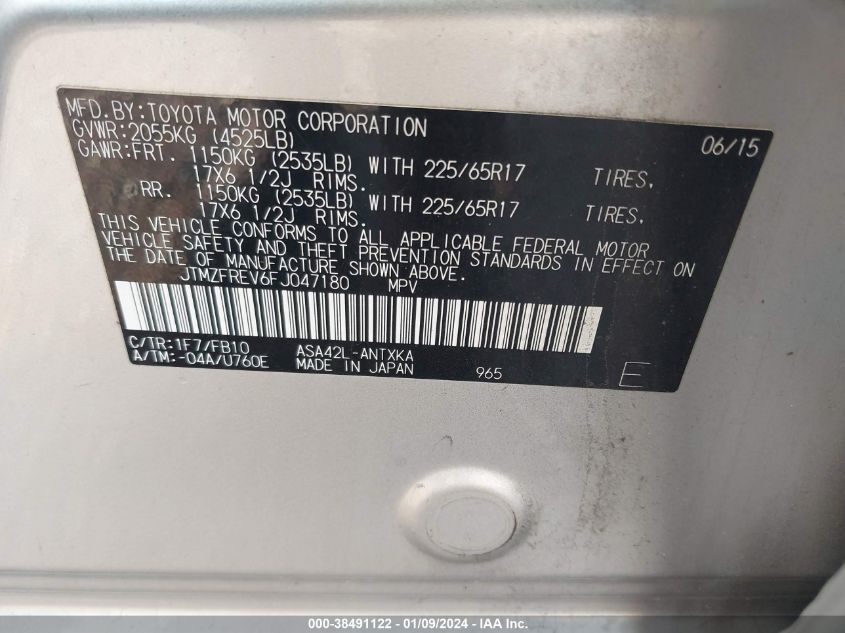 MFD.BY:TOYOTA MOTOR CORPORATION 06/15
GVWR:2055KG (4525LB)
GAWR:FRT. 1150KG (2535LB) WITH 225/65R17 TIRES,
17X6 1/2J RIMS.
RR. 1150KG (2535LB) WITH 225/65R17 TIRES,
17X6 1/2J RIMS.
THIS VEHICLE CONFORMS TO ALL APPLICABLE FEDERAL MOTOR
VEHICLE SAFETY AND THEFT PREVENTION STANDARDS IN EFFECT ON
THE DATE OF MANUFACTURE SHOWN ABOVE.
JTMZFREV6FJ047180 MPV
C/TR:1F7/FB10 ASA42L-ANTXKA
A/TM:-04A/U760E MADE IN JAPAN 965 E
000-38491122 - 01/09/2024 - IAA Inc.